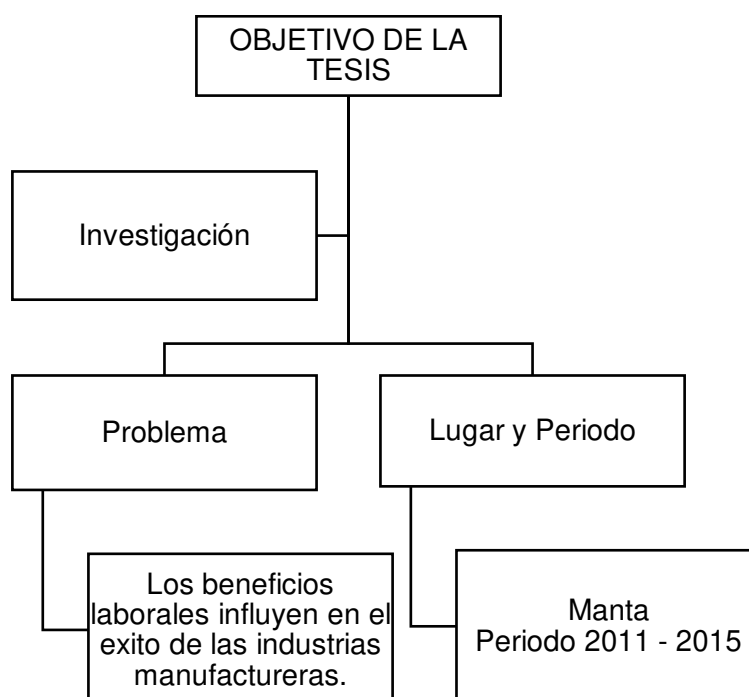 OBJETIVO DE LA
TESIS
Investigación
Problema
Lugar y Periodo
Los beneficios
laborales influyen en el
exito de las industrias
manufactureras.
Manta
Periodo 2011 - 2015